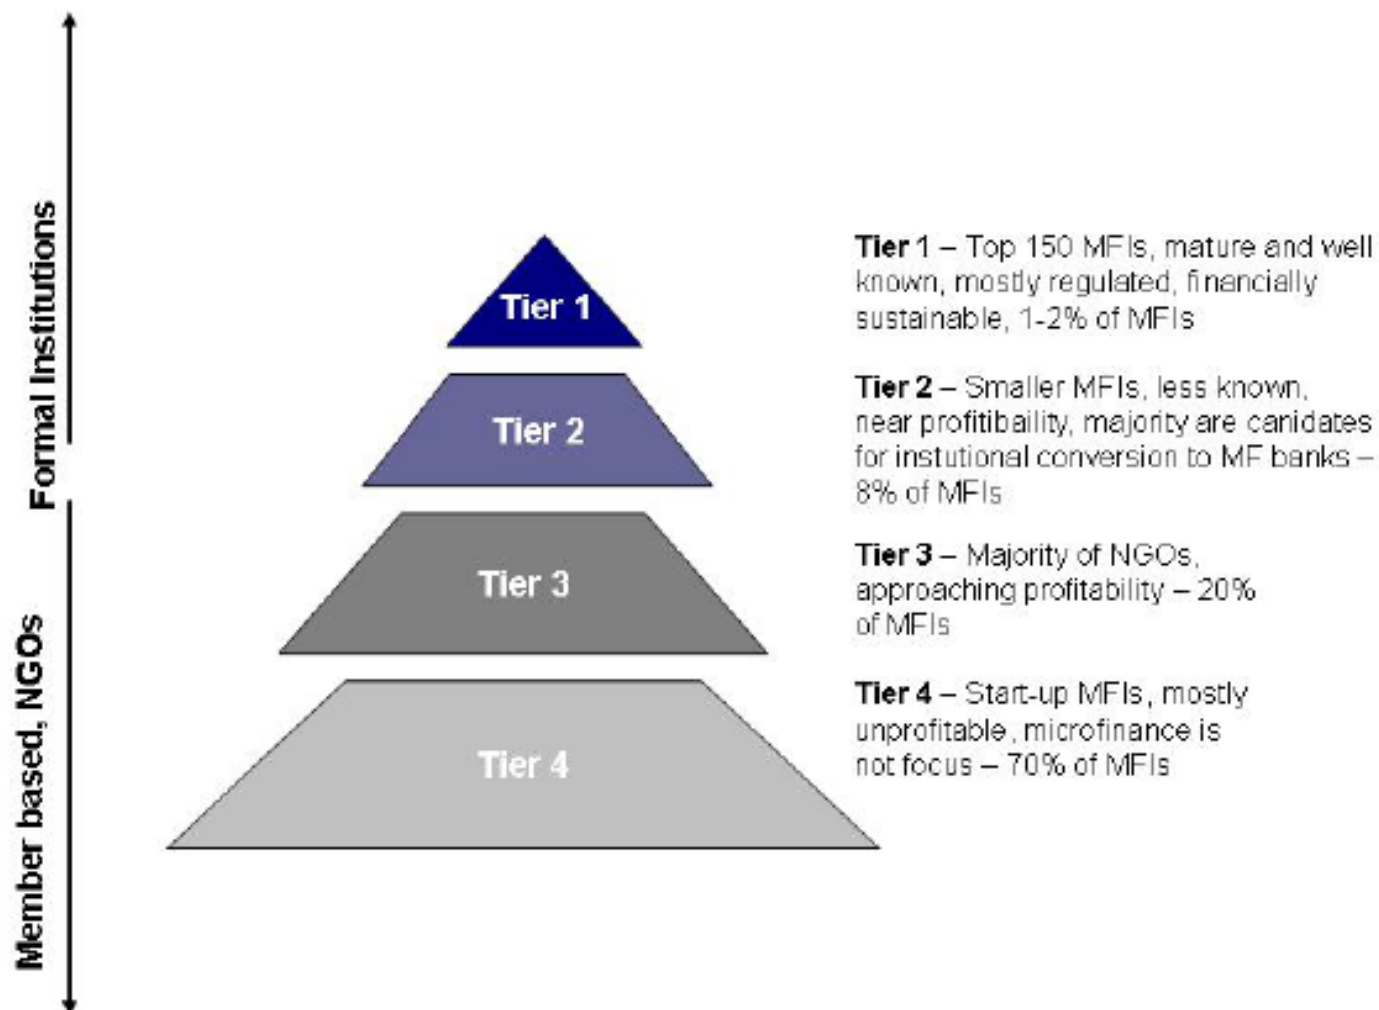 Formal Institutions
Member based, NGOs
Tier 1
Tier 2
Tier 3
Tier 4
Tier 1 – Top 150 MFIs, mature and well
known, mostly regulated, financially
sustainable, 1-2% of MFIs
Tier 2 – Smaller MFIs, less known,
near profitibaility, majority are canidates
for instutional conversion to MF banks –
8% of MFIs
Tier 3 – Majority of NGOs,
approaching profitability – 20%
of MFIs
Tier 4 – Start-up MFIs, mostly
unprofitable, microfinance is
not focus – 70% of MFIs